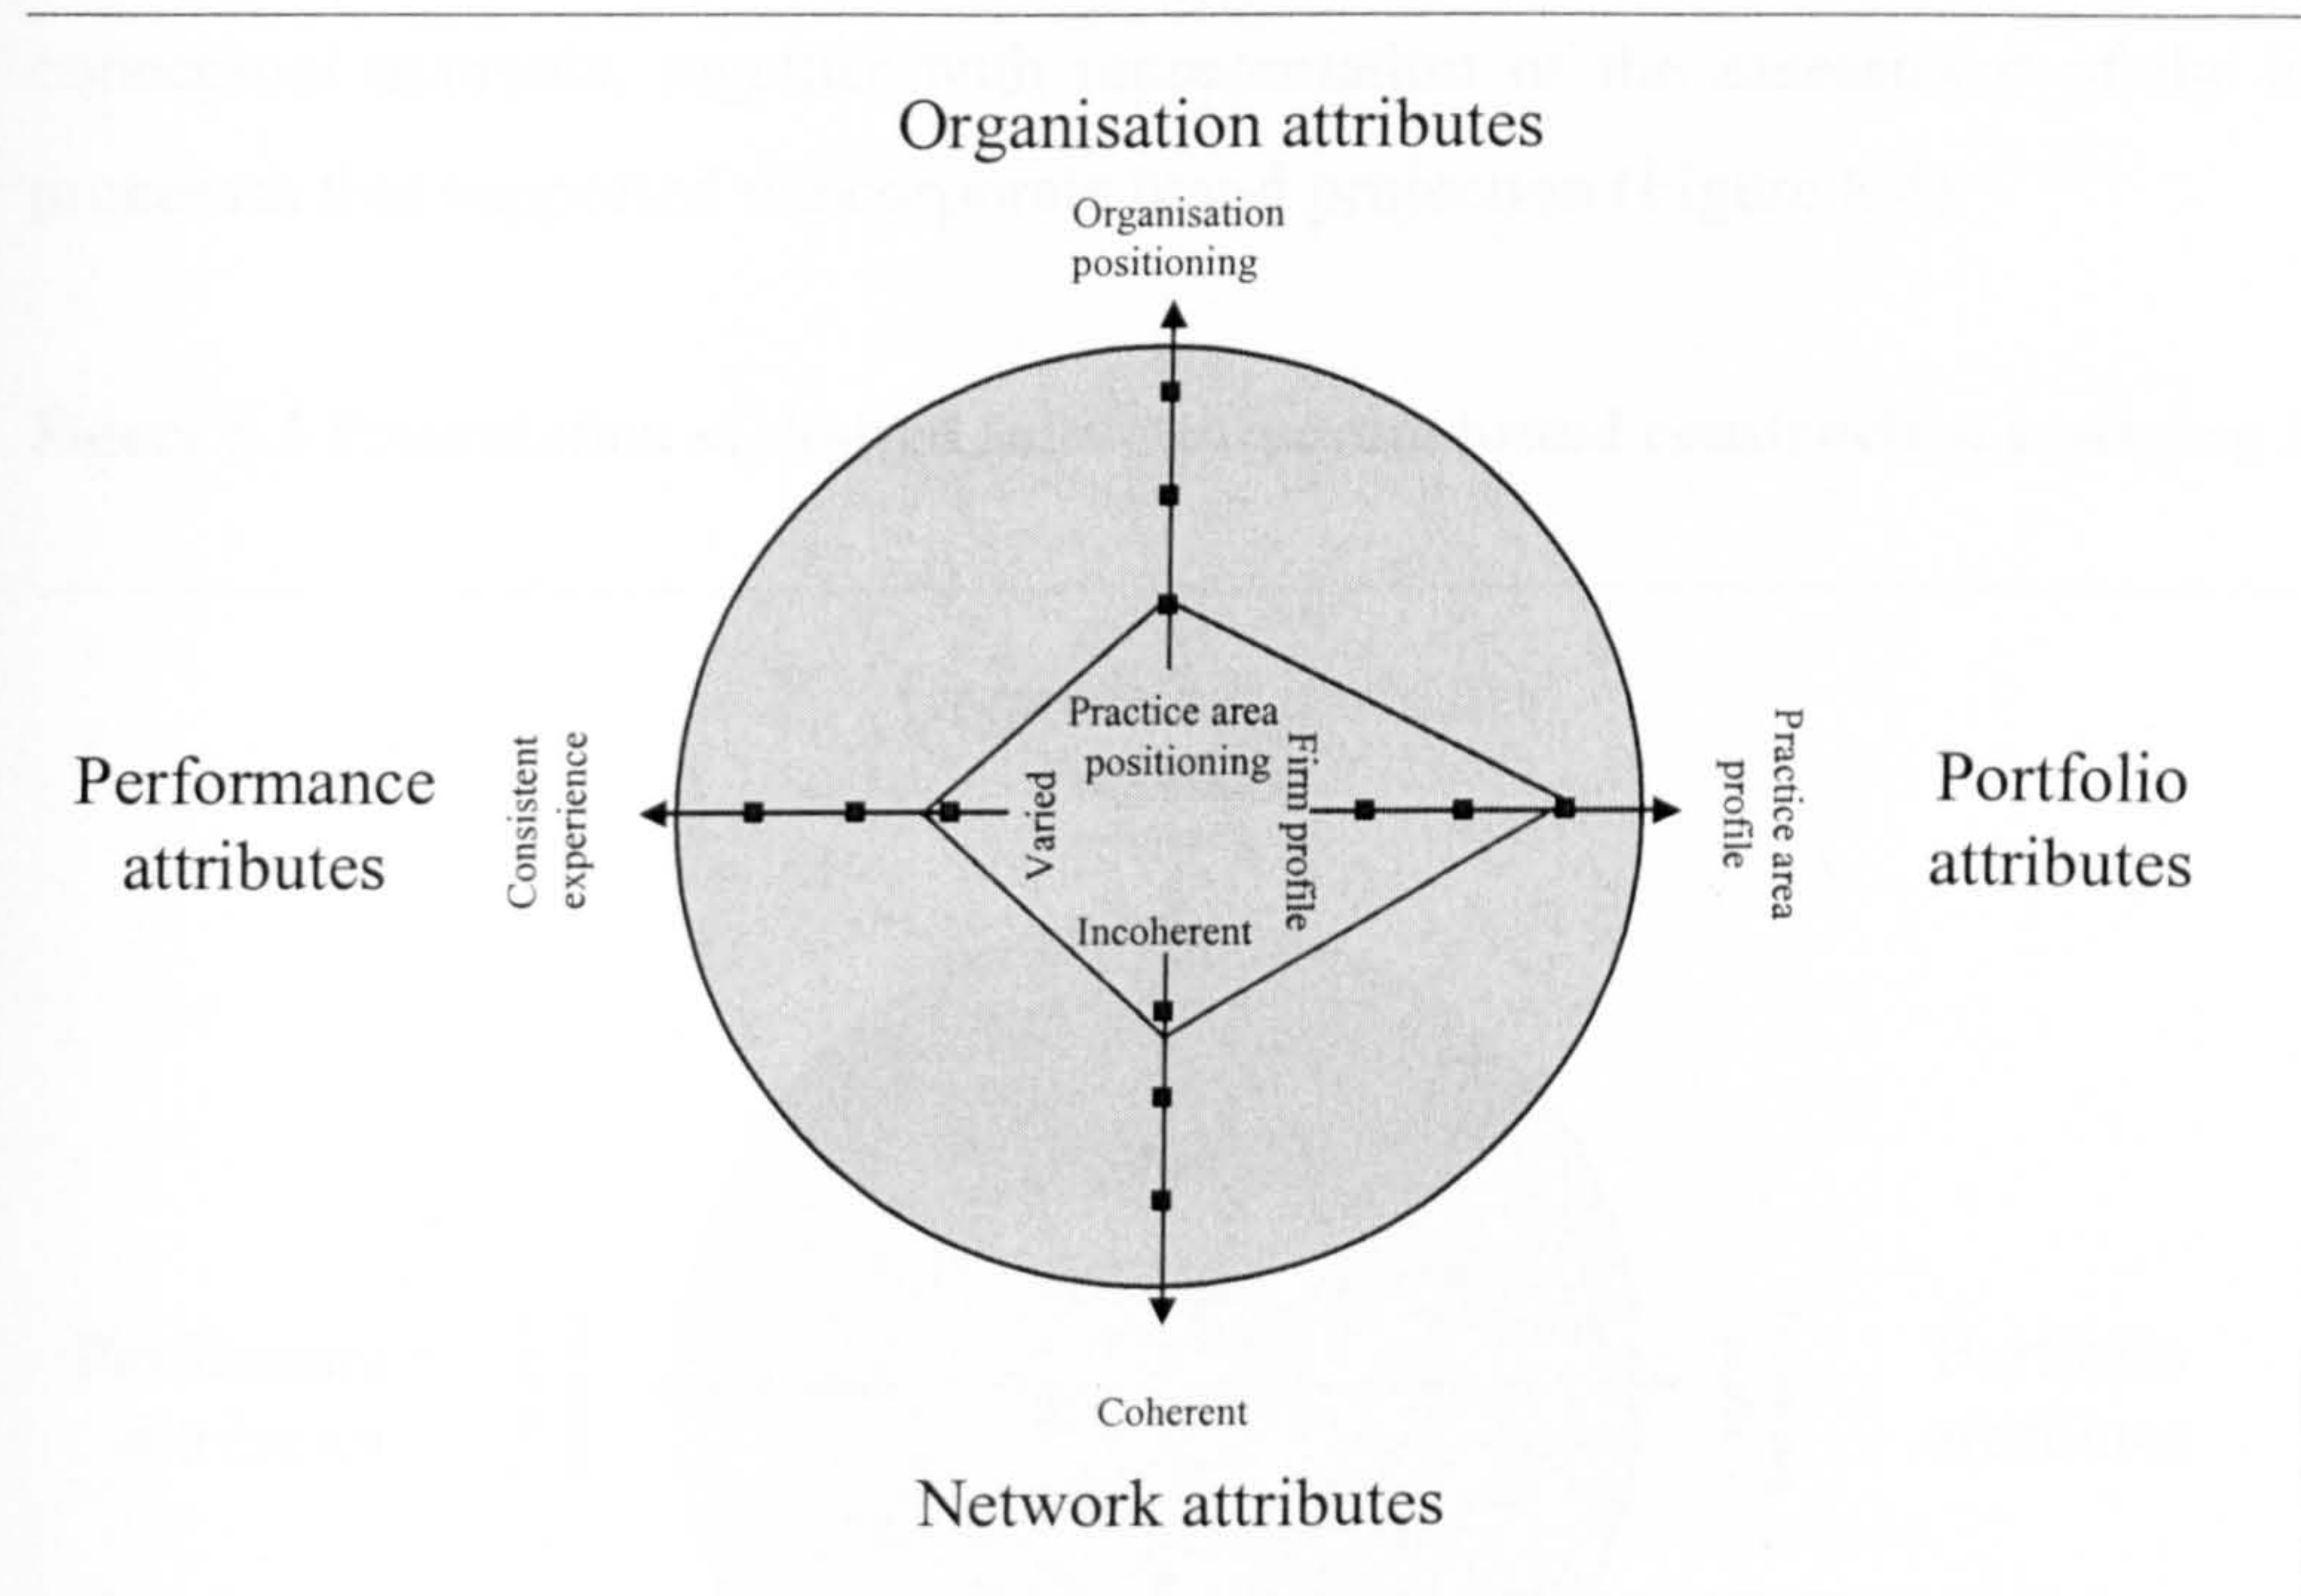 Organisation attributes
Organisation
positioning
Practice area
positioning
Performance
attributes
Consistent
experience
Varied
Firm profile
Practice area
profile
Portfolio
attributes
Incoherent
Coherent
Network attributes